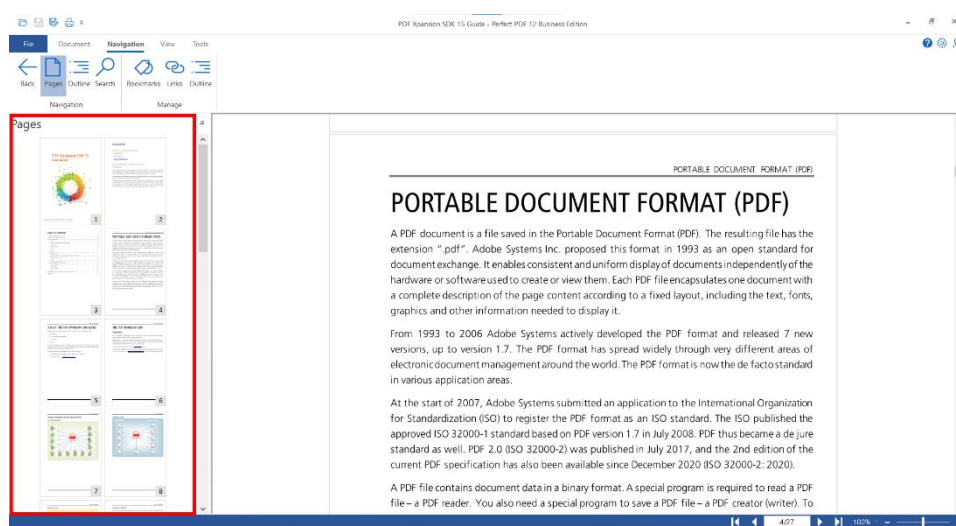 PDF Xpansion SDK 15 Guide - Perfect PDF 12 Business Edition
File Document Navigation View Tools
Back Pages Outline Search Bookmarks Links Outline
Navigation Manage
Pages
1 2
3 4
5 6
7 8
PORTABLE DOCUMENT FORMAT (PDF)
PORTABLE DOCUMENT FORMAT (PDF)
A PDF document is a file saved in the Portable Document Format (PDF). The resulting file has the
extension ".pdf". Adobe Systems Inc. proposed this format in 1993 as an open standard for
document exchange. It enables consistent and uniform display of documents independently of the
hardware or software used to create or view them. Each PDF file encapsulates one document with
a complete description of the page content according to a fixed layout, including the text, fonts,
graphics and other information needed to display it.
From 1993 to 2006 Adobe Systems actively developed the PDF format and released 7 new
versions, up to version 1.7. The PDF format has spread widely through very different areas of
electronic document management around the world. The PDF format is now the de facto standard
in various application areas.
At the start of 2007, Adobe Systems submitted an application to the International Organization
for Standardization (ISO) to register the PDF format as an ISO standard. The ISO published the
approved ISO 32000-1 standard based on PDF version 1.7 in July 2008. PDF thus became a de jure
standard as well. PDF 2.0 (ISO 32000-2) was published in July 2017, and the 2nd edition of the
current PDF specification has also been available since December 2020 (ISO 32000-2: 2020).
A PDF file contains document data in a binary format. A special program is required to read a PDF
file – a PDF reader. You also need a special program to save a PDF file – a PDF creator (writer). To
4/27 100%